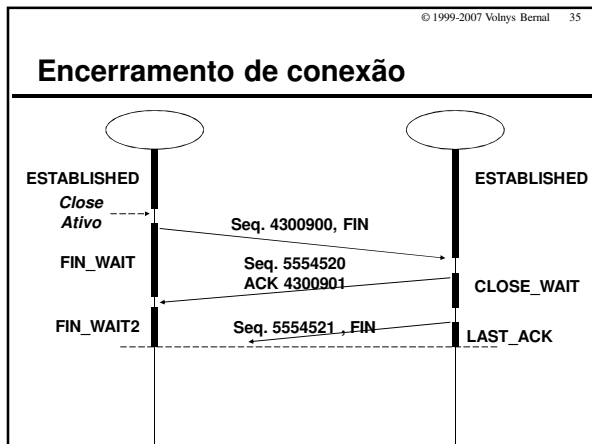 © 1999-2007 Volnys Bernal 35
Encerramento de conexão
ESTABLISHED
ESTABLISHED
Close
Ativo
Seq. 4300900, FIN
FIN_WAIT
Seq. 5554520
ACK 4300901
CLOSE_WAIT
FIN_WAIT2
Seq. 5554521 , FIN
LAST_ACK